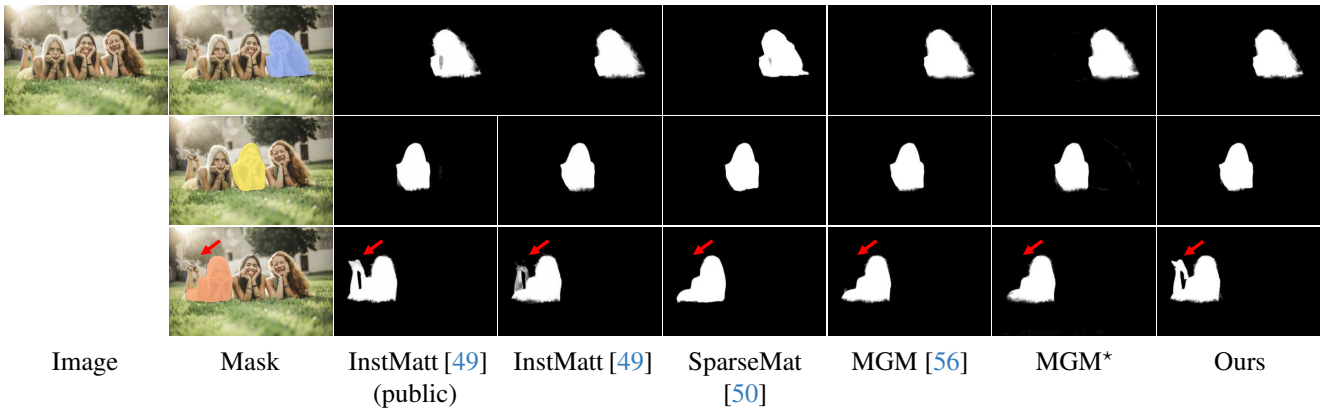 Image Mask InstMatt [49] InstMatt [49] SparseMat MGM [56] MGM* Ours
(public) [50]